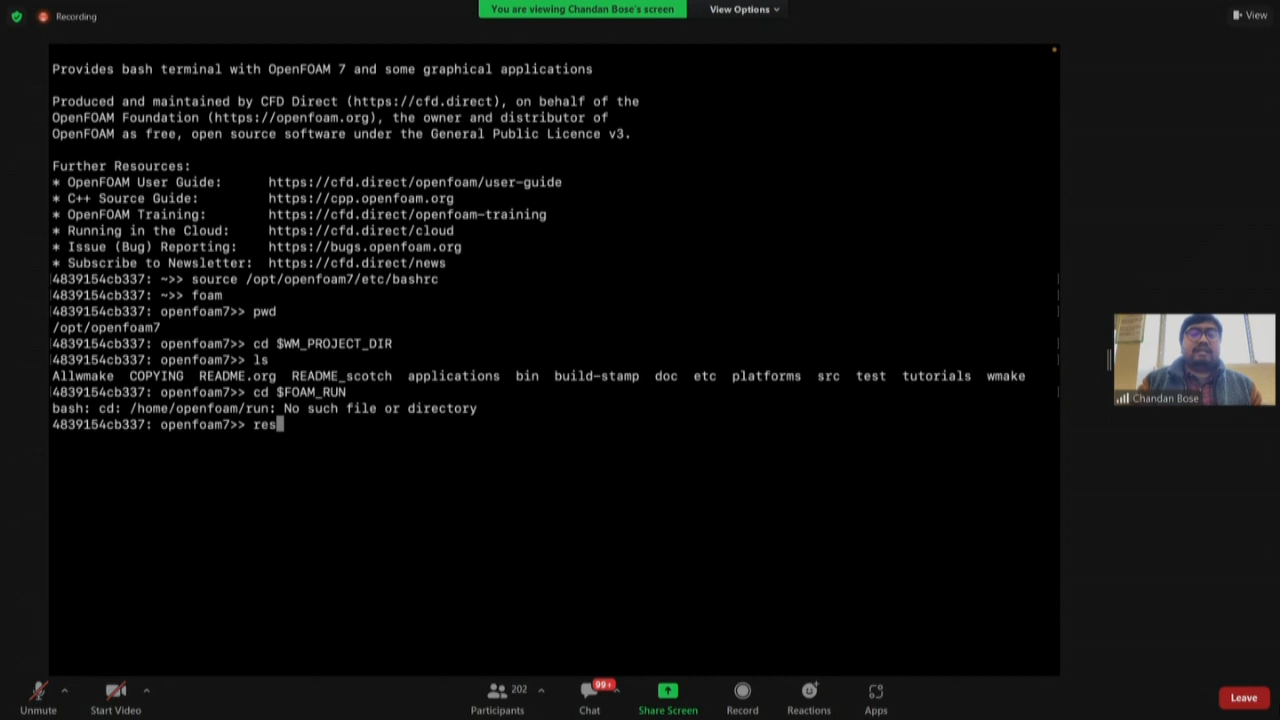 Recording
You are viewing Chandan Bose's screen
View Options
View
Provides bash terminal with OpenFOAM 7 and some graphical applications
Produced and maintained by CFD Direct (https://cfd.direct), on behalf of the
OpenFOAM Foundation (https://openfoam.org), the owner and distributor of
OpenFOAM as free, open source software under the General Public Licence v3.
Further Resources:
* OpenFOAM User Guide: https://cfd.direct/openfoam/user-guide
* C++ Source Guide: https://cpp.openfoam.org
* OpenFOAM Training: https://cfd.direct/openfoam-training
* Running in the Cloud: https://cfd.direct/cloud
* Issue (Bug) Reporting: https://bugs.openfoam.org
* Subscribe to Newsletter: https://cfd.direct/news
4839154cb337: ~>> source /opt/openfoam7/etc/bashrc
4839154cb337: ~>> foam
4839154cb337: openfoam7>> pwd
/opt/openfoam7
4839154cb337: openfoam7>> cd $WM_PROJECT_DIR
4839154cb337: openfoam7>> ls
Allwmake COPYING README.org README_scotch applications bin build-stamp doc etc platforms src test tutorials wmake
4839154cb337: openfoam7>> cd $FOAM_RUN
bash: cd: /home/openfoam/run: No such file or directory
4839154cb337: openfoam7>> res
Chandan Bose
Unmute
Start Video
202
Participants
99+
Chat
Share Screen
Record
Reactions
Apps
Leave